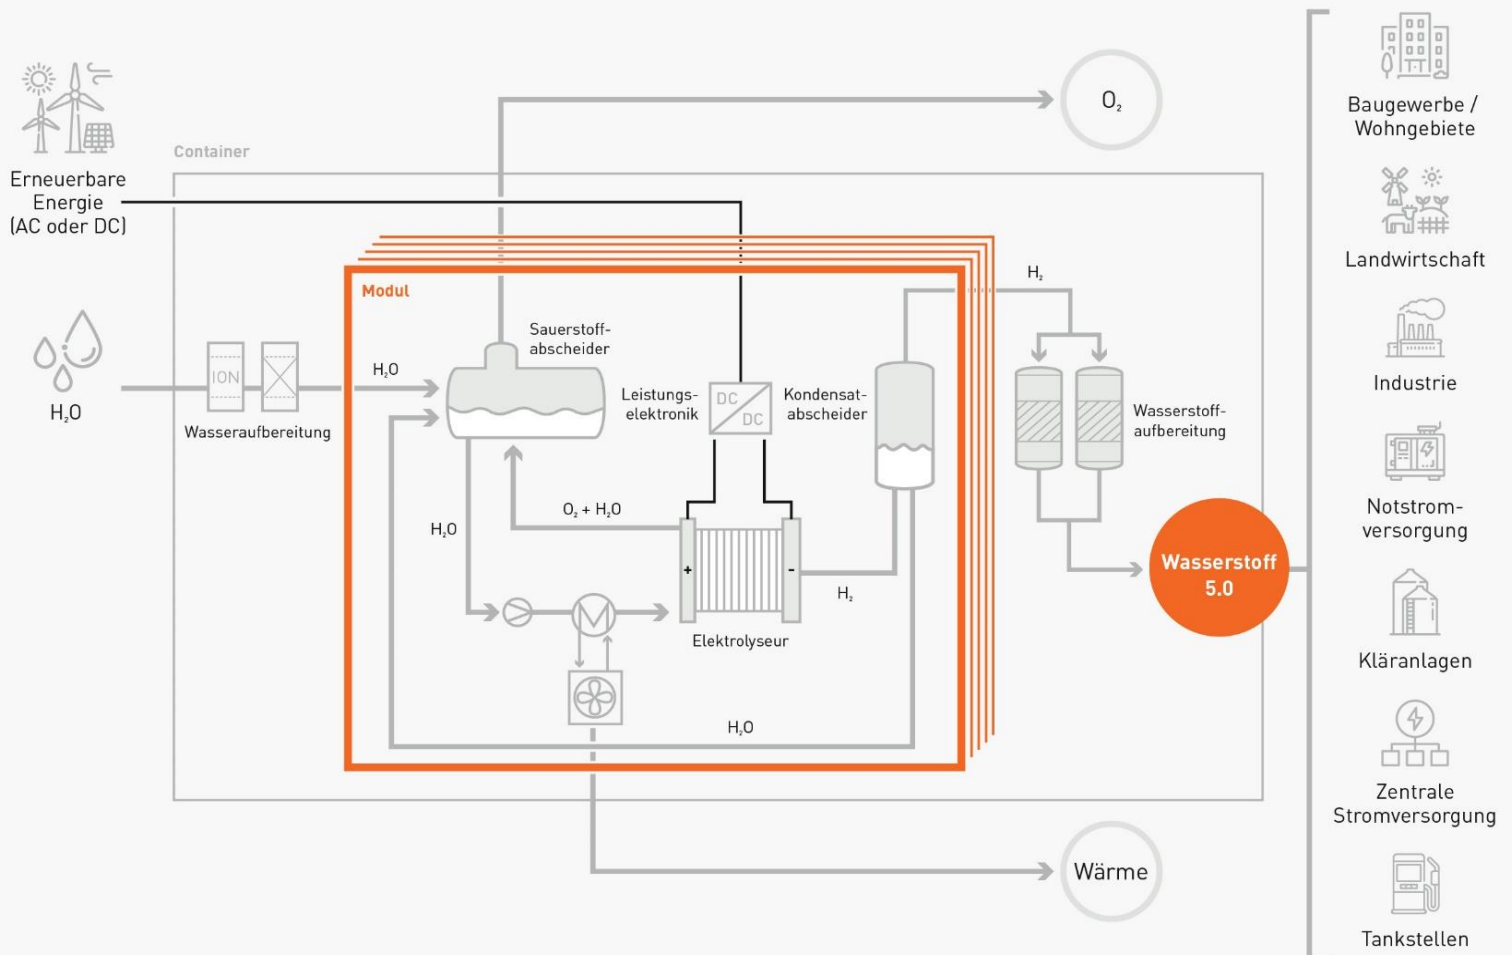 Erneuerbare
Energie
(AC oder DC)
H₂O
Container
ION
Wasseraufbereitung
Modul
H₂O
Sauerstoff-
abscheider
Leistungs-
elektronik
DC
DC
Kondensat-
abscheider
H₂O
O₂ + H₂O
+
-
Elektrolyseur
H₂
H₂O
O₂
H₂
Wasserstoff-
aufbereitung
Wasserstoff
5.0
Wärme
Baugewerbe /
Wohngebiete
Landwirtschaft
Industrie
Notstrom-
versorgung
Kläranlagen
Zentrale
Stromversorgung
Tankstellen